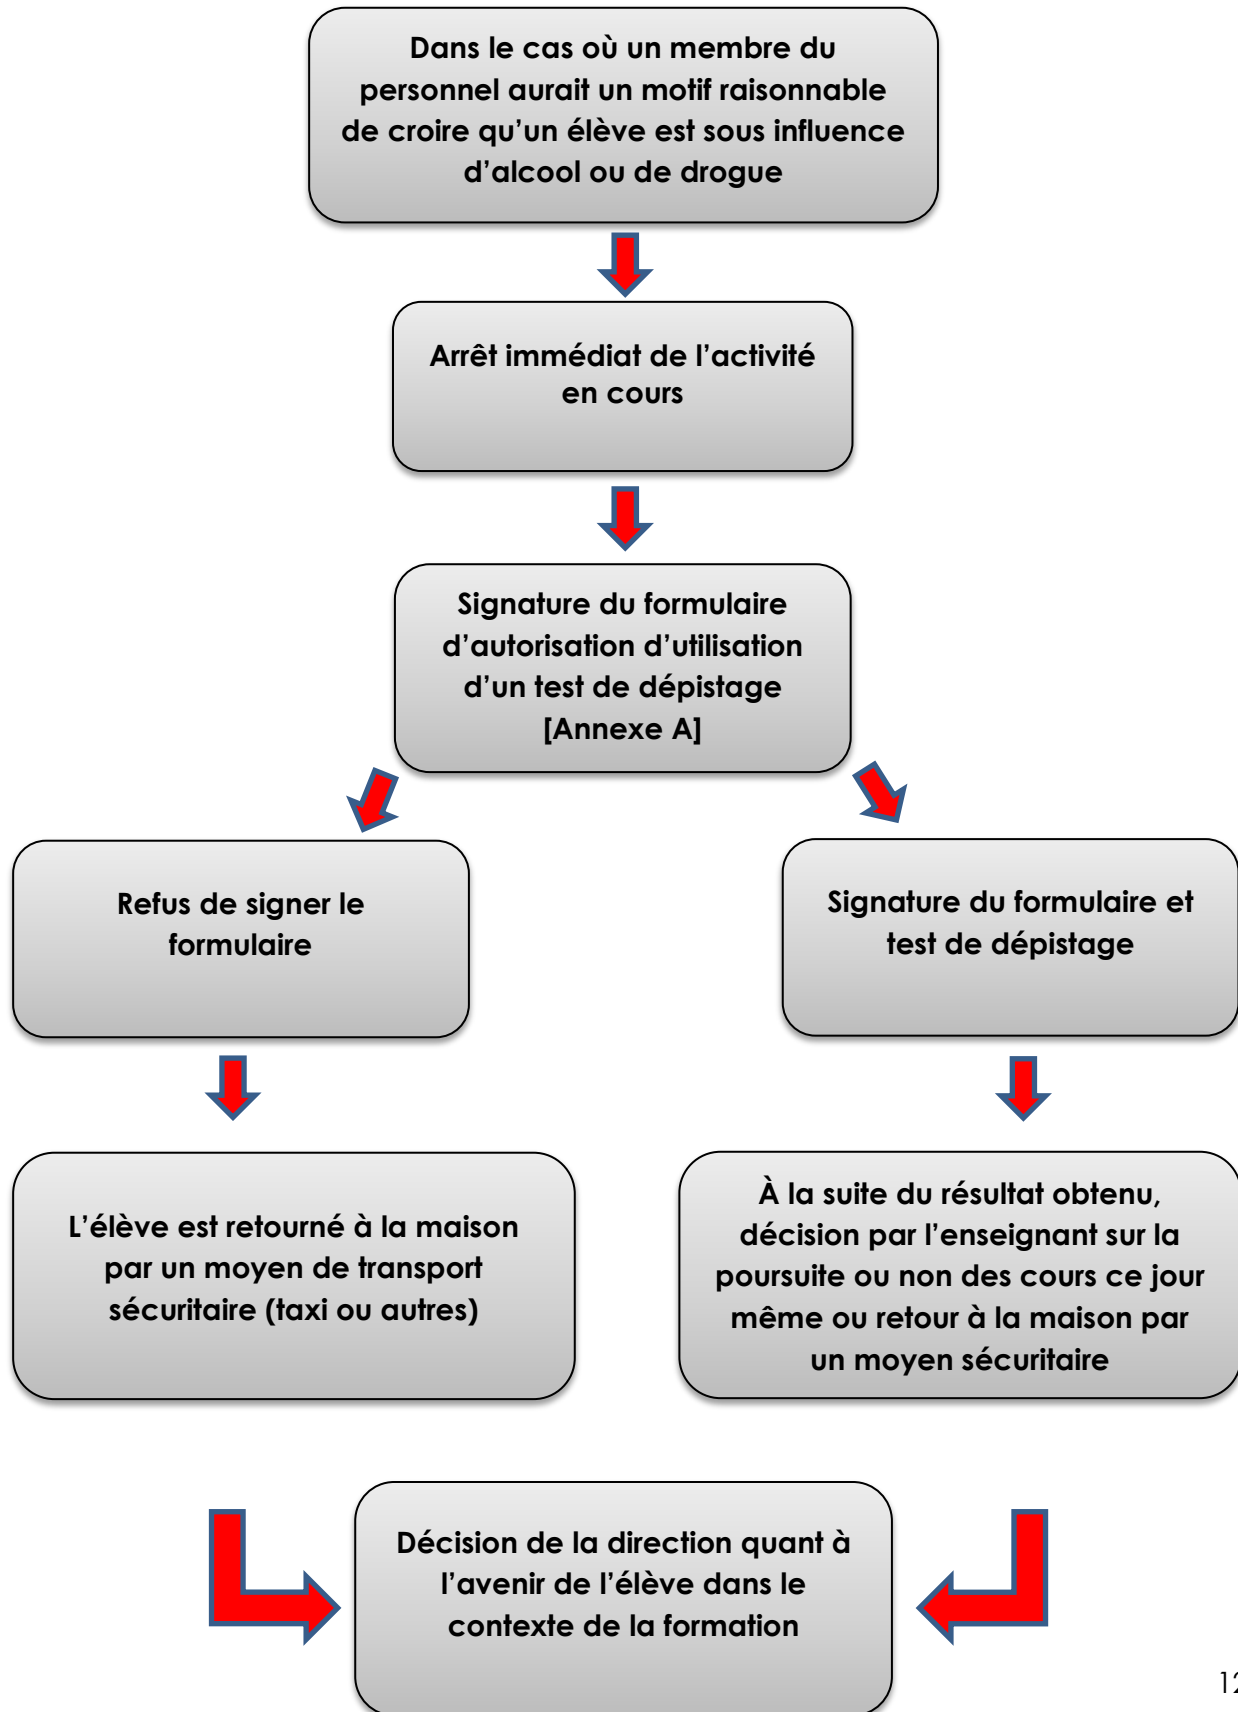 Dans le cas où un membre du
personnel aurait un motif raisonnable
de croire qu’un élève est sous influence
d’alcool ou de drogue
Arrêt immédiat de l’activité
en cours
Signature du formulaire
d’autorisation d’utilisation
d’un test de dépistage
[Annexe A]
Refus de signer le
formulaire
Signature du formulaire et
test de dépistage
L’élève est retourné à la maison
par un moyen de transport
sécuritaire (taxi ou autres)
À la suite du résultat obtenu,
décision par l’enseignant sur la
poursuite ou non des cours ce jour
même ou retour à la maison par
un moyen sécuritaire
Décision de la direction quant à
l’avenir de l’élève dans le
contexte de la formation
12